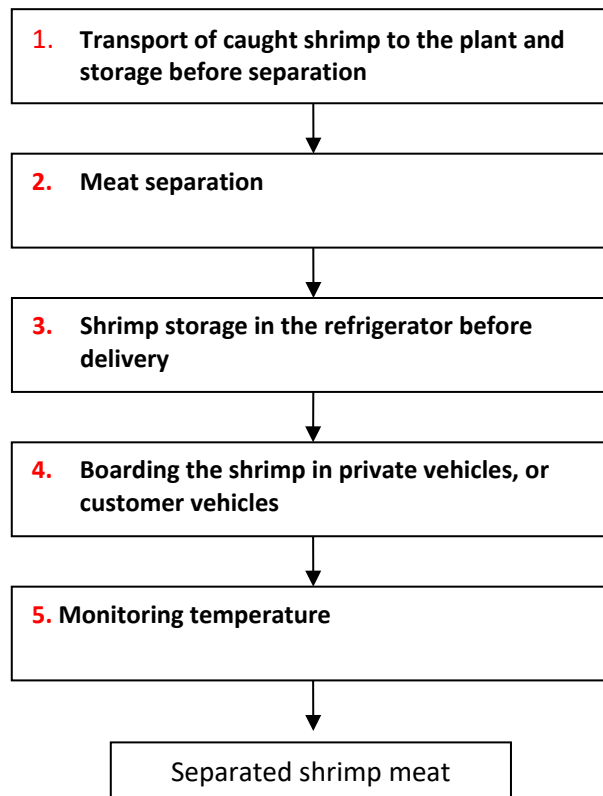 1. Transport of caught shrimp to the plant and
storage before separation
2. Meat separation
3. Shrimp storage in the refrigerator before
delivery
4. Boarding the shrimp in private vehicles, or
customer vehicles
5. Monitoring temperature
Separated shrimp meat